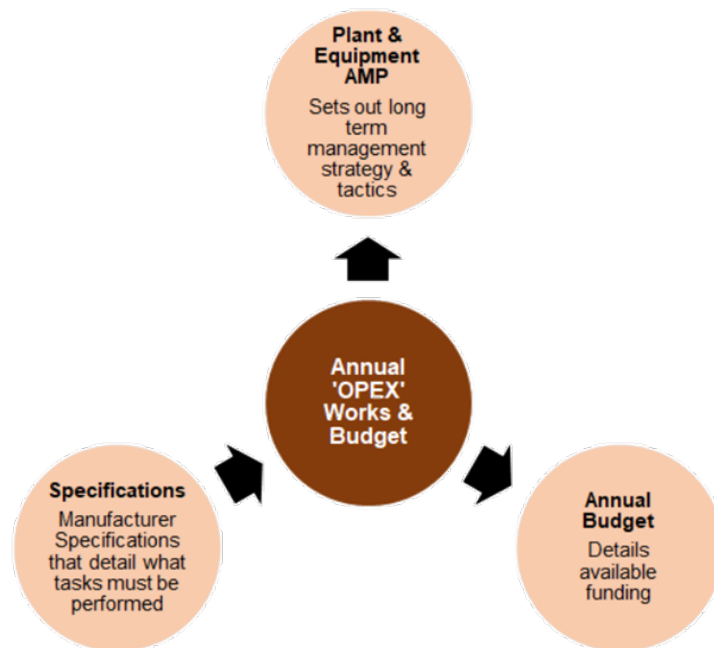 Plant &
Equipment
AMP
Sets out long
term
management
strategy &
tactics
Annual
'OPEX'
Works &
Budget
Specifications
Manufacturer
Specifications
that detail what
tasks must be
performed
Annual
Budget
Details
available
funding